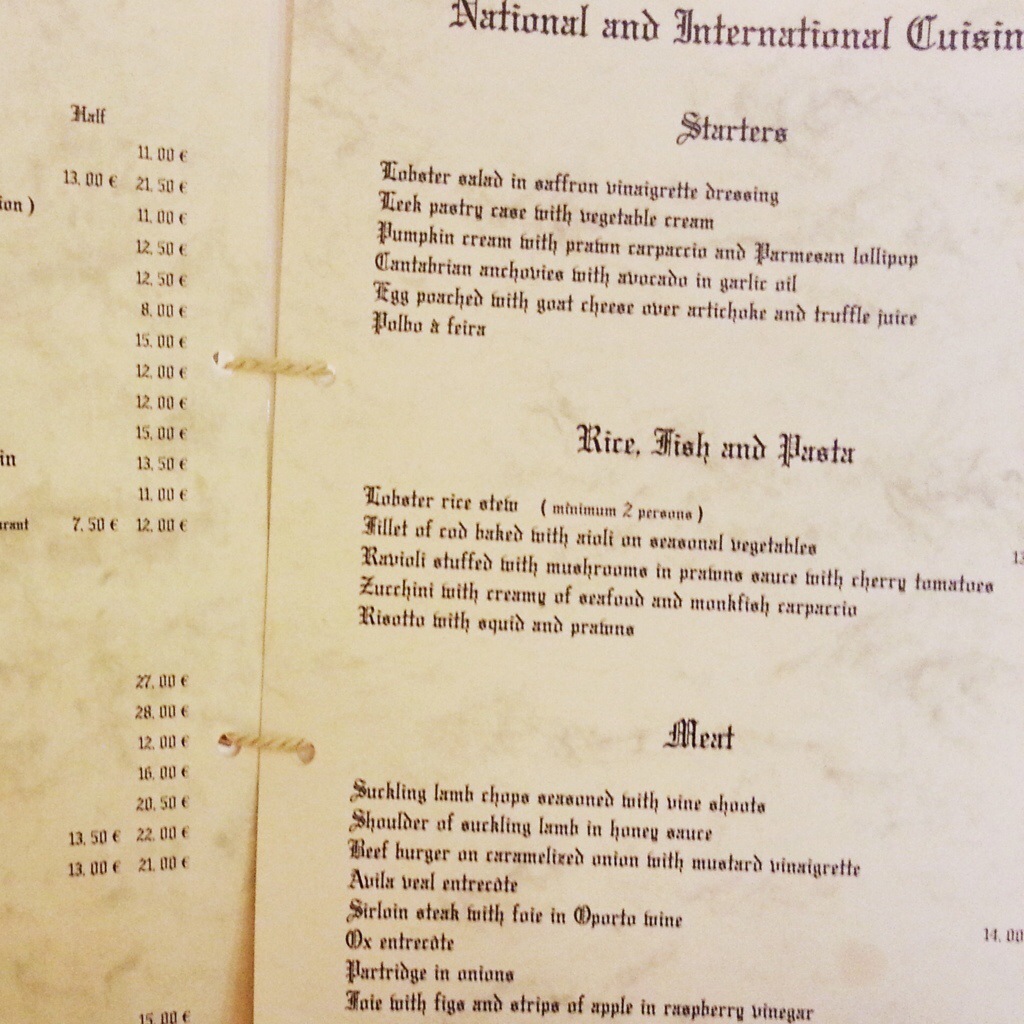 Half
11. 00 €
13. 00 € 21. 50 €
ion )
11. 00 €
12. 50 €
12. 50 €
8. 00 €
15. 00 €
12. 00 €
12. 00 €
15. 00 €
in 13. 50 €
11. 00 €
urant 7. 50 € 12. 00 €
27. 00 €
28. 00 €
12. 00 €
16. 00 €
20. 50 €
13. 50 € 22. 00 €
13. 00 € 21. 00 €
15. 00 €
National and International Cuisin
Starters
Lobster salad in saffron vinaigrette dressing
Leek pastry case with vegetable cream
Pumpkin cream with prawn carpaccio and Parmesan lollipop
Cantabrian anchovies with avocado in garlic oil
Egg poached with goat cheese over artichoke and truffle juice
Polbo à feira
Rice, Fish and Pasta
Lobster rice stew ( minimum 2 persons )
Fillet of cod baked with aioli on seasonal vegetables
13
Ravioli stuffed with mushrooms in prawns sauce with cherry tomatoes
Zucchini with creamy of seafood and monkfish carpaccio
Risotto with squid and prawns
Meat
Suckling lamb chops seasoned with vine shoots
Shoulder of suckling lamb in honey sauce
Beef burger on caramelized onion with mustard vinaigrette
Avila veal entrecôte
Sirloin steak with foie in Oporto wine
14. 00
Ox entrecôte
Partridge in onions
Foie with figs and strips of apple in raspberry vinegar